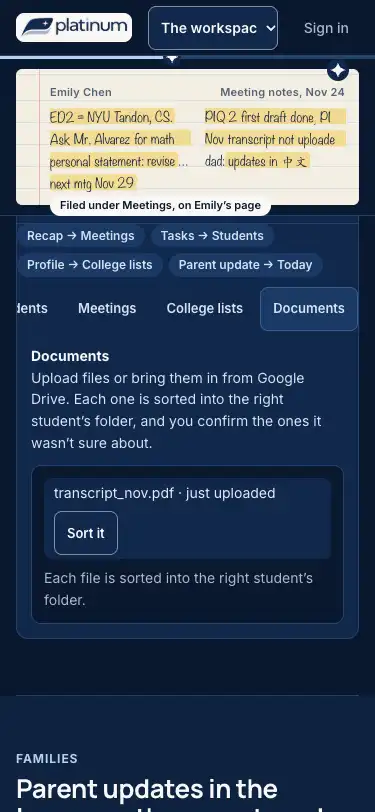 platinum
The workspac
Sign in
Emily Chen
Meeting notes, Nov 24
ED2 = NYU Tandon, CS.
Ask Mr. Alvarez for math
personal statement: revise ...
next mtg Nov 29
PIQ 2 first draft done, PI
Nov transcript not uploade
dad: updates in 中文
Filed under Meetings, on Emily's page
Recap → Meetings
Tasks → Students
Profile → College lists
Parent update → Today
dents
Meetings
College lists
Documents
Documents
Upload files or bring them in from Google
Drive. Each one is sorted into the right
student's folder, and you confirm the ones it
wasn't sure about.
transcript_nov.pdf · just uploaded
Sort it
Each file is sorted into the right student's
folder.
FAMILIES
Parent updates in the